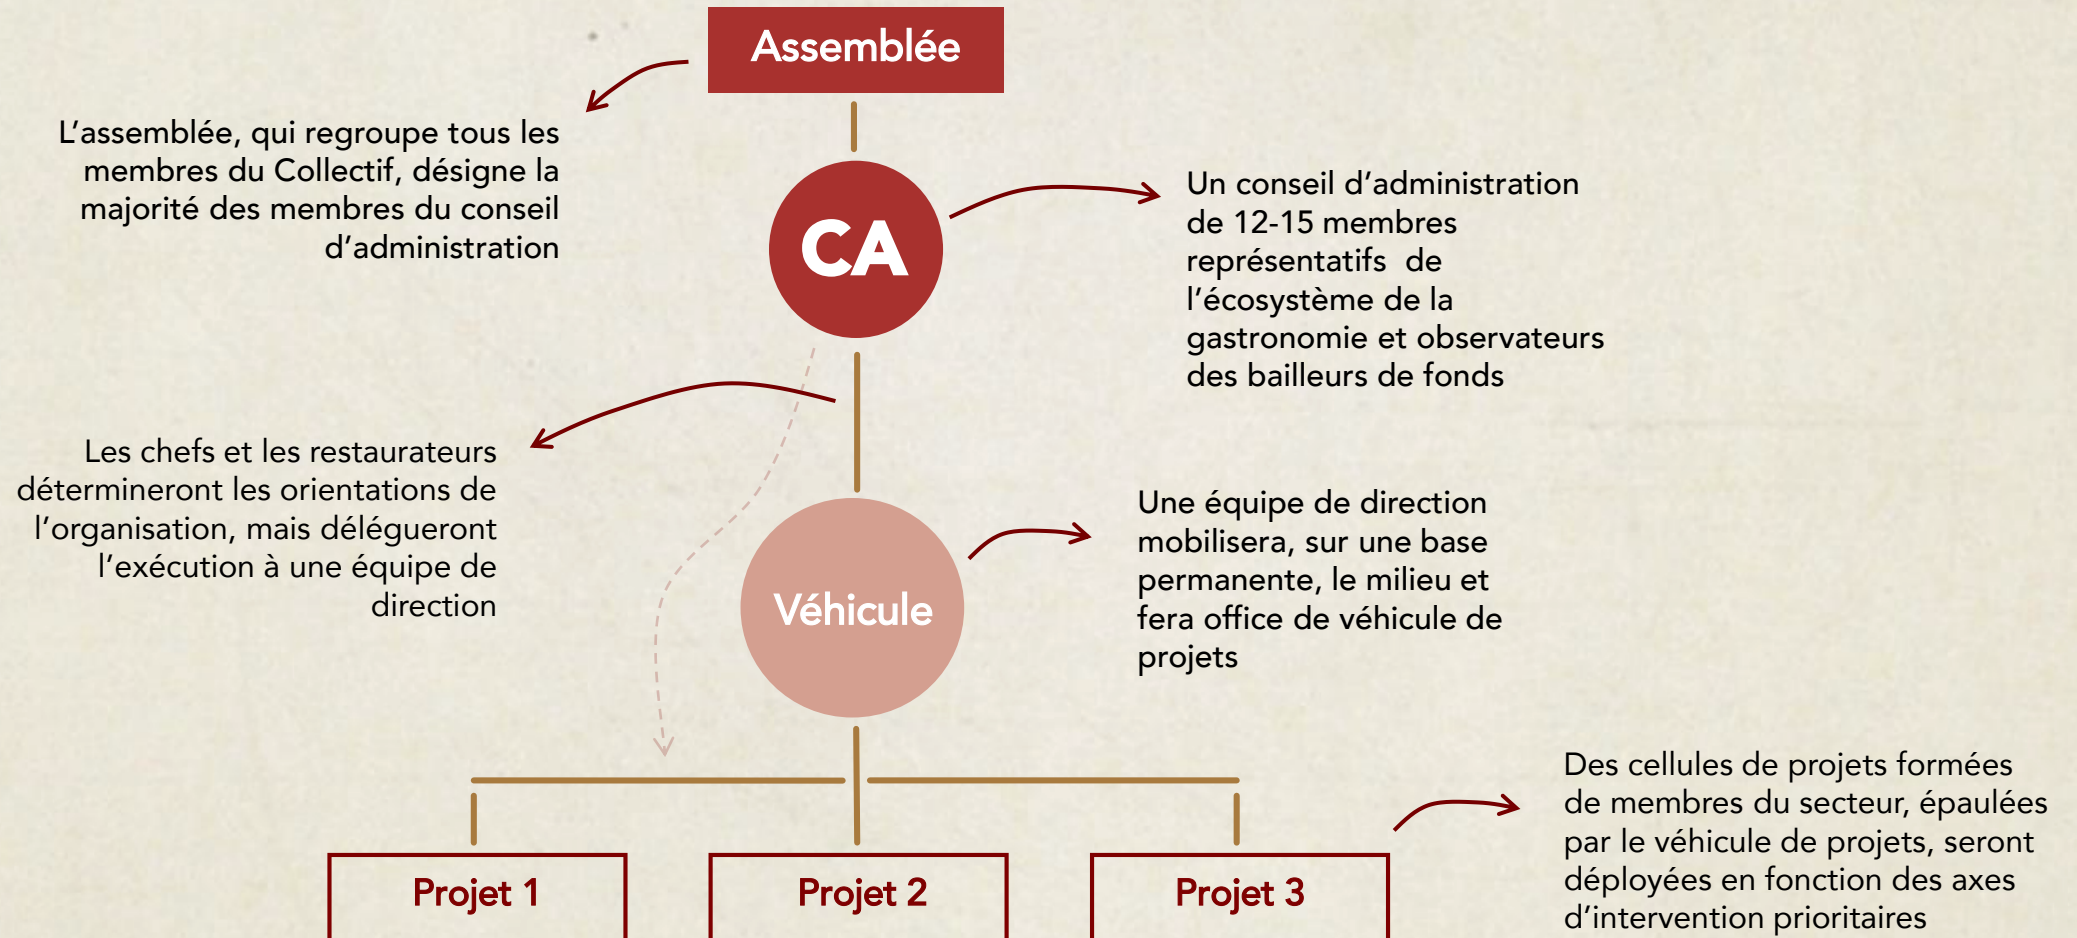 Assemblée
L’assemblée, qui regroupe tous les
membres du Collectif, désigne la
majorité des membres du conseil
d’administration
CA
Un conseil d’administration
de 12-15 membres
représentatifs de
l’écosystème de la
gastronomie et observateurs
des bailleurs de fonds
Les chefs et les restaurateurs
détermineront les orientations de
l’organisation, mais délégueront
l’exécution à une équipe de
direction
Véhicule
Une équipe de direction
mobilisera, sur une base
permanente, le milieu et
fera office de véhicule de
projets
Projet 1
Projet 2
Projet 3
Des cellules de projets formées
de membres du secteur, épaulées
par le véhicule de projets, seront
déployées en fonction des axes
d’intervention prioritaires